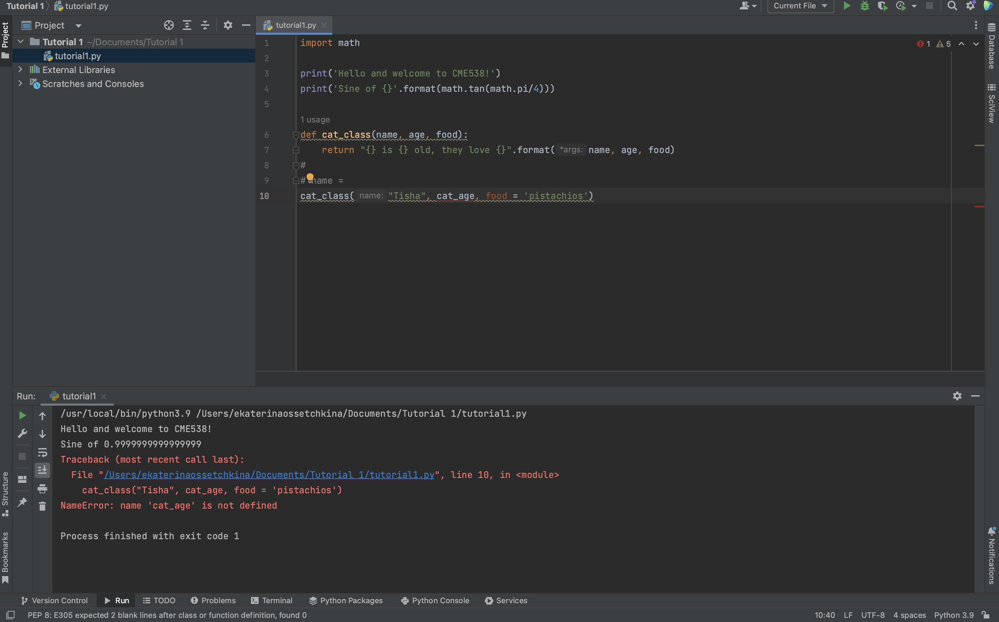 Tutorial 1 tutorial1.py
Current File
Project
Project
tutorial1.py
Tutorial 1 ~/Documents/Tutorial 1
tutorial1.py
External Libraries
Scratches and Consoles
1 5
1 import math
2
3 print('Hello and welcome to CME538!')
4 print('Sine of {}'.format(math.tan(math.pi/4)))
5
1 usage
6 def cat_class(name, age, food):
7     return "{} is {} old, they love {}".format( *args: name, age, food)
8 #
9 # name =
10 cat_class( name: "Tisha", cat_age, food = 'pistachios')
Database
SciView
Run: tutorial1
/usr/local/bin/python3.9 /Users/ekaterinaossetchkina/Documents/Tutorial 1/tutorial1.py
Hello and welcome to CME538!
Sine of 0.9999999999999999
Traceback (most recent call last):
  File "/Users/ekaterinaossetchkina/Documents/Tutorial 1/tutorial1.py", line 10, in <module>
    cat_class("Tisha", cat_age, food = 'pistachios')
NameError: name 'cat_age' is not defined
Process finished with exit code 1
Structure
Bookmarks
Notifications
Version Control Run TODO Problems Terminal Python Packages Python Console Services
PEP 8: E305 expected 2 blank lines after class or function definition, found 0
10:40 LF UTF-8 4 spaces Python 3.9